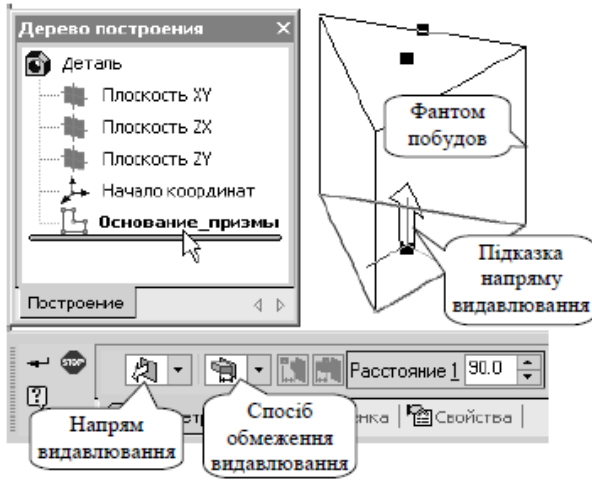 Дерево построения
Деталь
Плоскость XY
Плоскость ZX
Плоскость ZY
Начало координат
Основание_призмы
Построение
Фантом
побудов
Підказка
напряму
видавлювання
STOP
Расстояние 1 90.0
Свойства
Напрям
видавлювання
Спосіб
обмеження
видавлювання